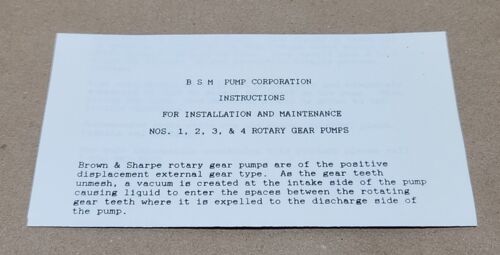 B S M PUMP CORPORATION
INSTRUCTIONS
FOR INSTALLATION AND MAINTENANCE
NOS. 1, 2, 3, & 4 ROTARY GEAR PUMPS
Brown & Sharpe rotary gear pumps are of the positive
displacement external gear type. As the gear teeth
unmesh, a vacuum is created at the intake side of the pump
causing liquid to enter the spaces between the rotating
gear teeth where it is expelled to the discharge side of
the pump.